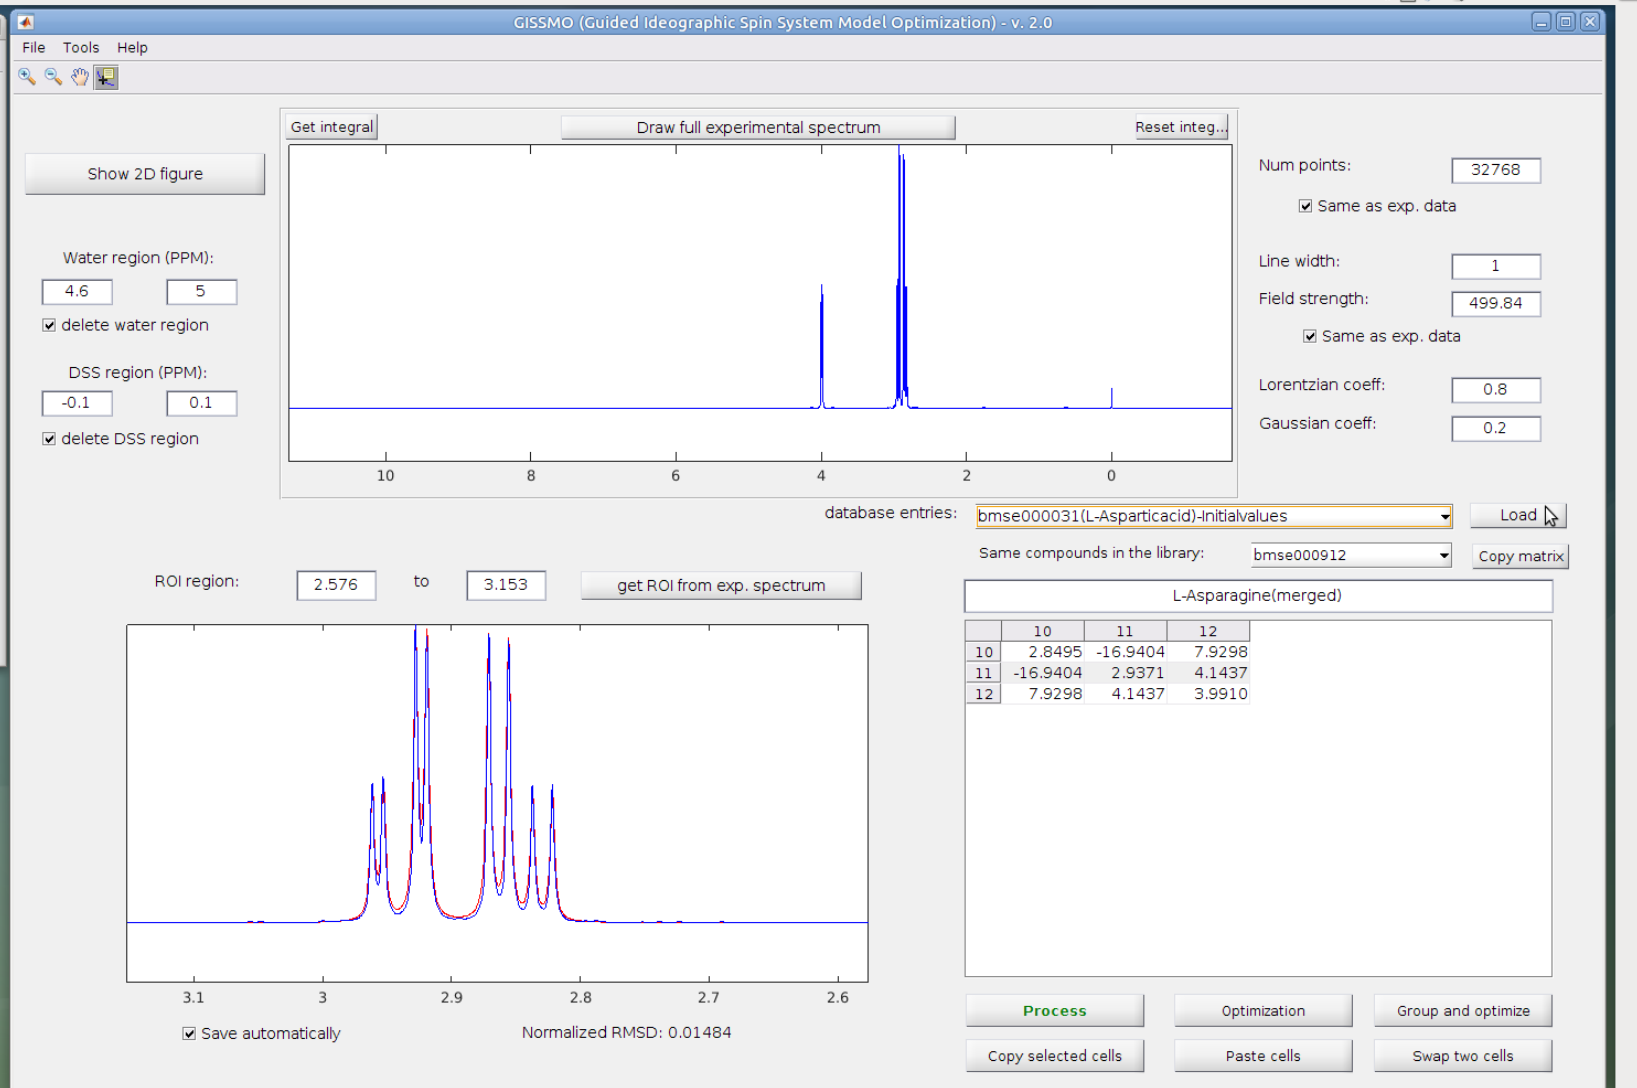 GISSMO (Guided Ideographic Spin System Model Optimization) - v. 2.0
File Tools Help
Get integral Draw full experimental spectrum Reset integ...
Show 2D figure
Num points: 32768
Same as exp. data
Water region (PPM):
4.6 5
delete water region
Line width: 1
Field strength: 499.84
Same as exp. data
DSS region (PPM):
-0.1 0.1
delete DSS region
Lorentzian coeff: 0.8
Gaussian coeff: 0.2
10 8 6 4 2 0
database entries: bmse000031(L-Asparticacid)-Initialvalues Load
Same compounds in the library: bmse000912 Copy matrix
ROI region: 2.576 to 3.153 get ROI from exp. spectrum
L-Asparagine(merged)
10 11 12
10 2.8495 -16.9404 7.9298
11 -16.9404 2.9371 4.1437
12 7.9298 4.1437 3.9910
3.1 3 2.9 2.8 2.7 2.6
Save automatically Normalized RMSD: 0.01484
Process Optimization Group and optimize
Copy selected cells Paste cells Swap two cells